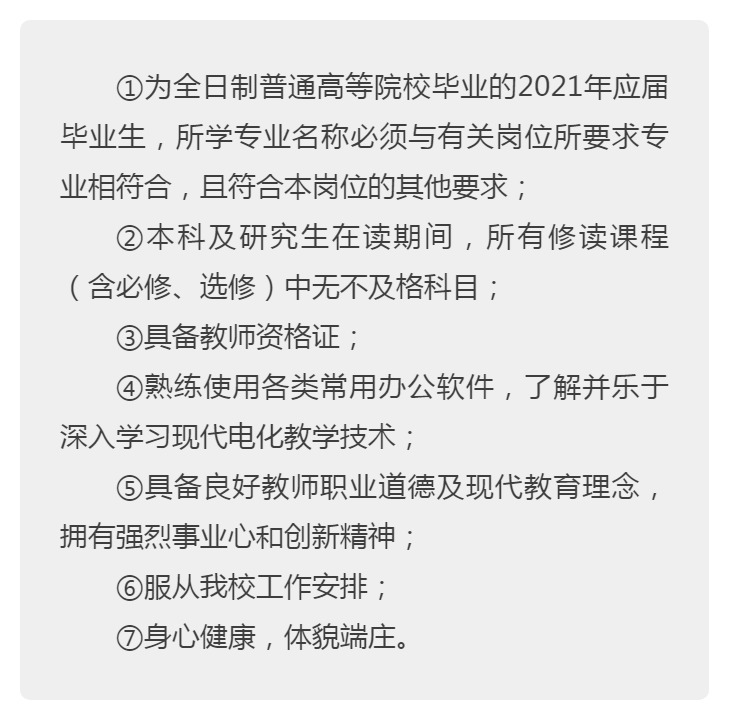 ①为全日制普通高等院校毕业的2021年应届
毕业生，所学专业名称必须与有关岗位所要求专
业相符合，且符合本岗位的其他要求；
②本科及研究生在读期间，所有修读课程
（含必修、选修）中无不及格科目；
③具备教师资格证；
④熟练使用各类常用办公软件，了解并乐于
深入学习现代电化教学技术；
⑤具备良好教师职业道德及现代教育理念，
拥有强烈事业心和创新精神；
⑥服从我校工作安排；
⑦身心健康，体貌端庄。